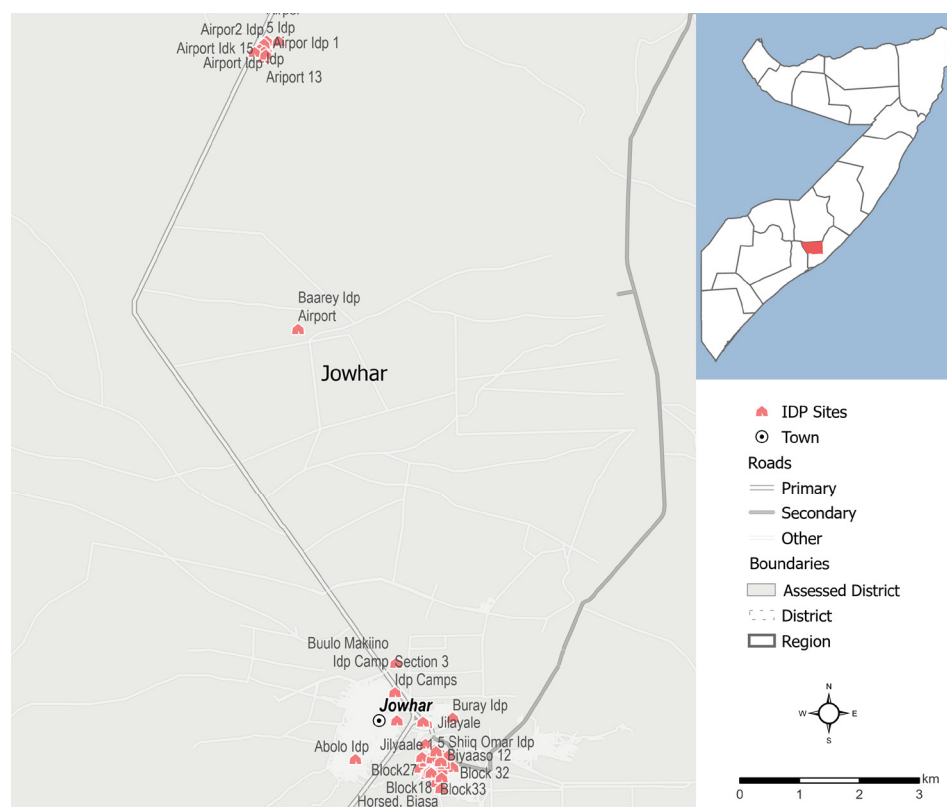 Airpor
Airpor2 Idp
5 Idp
Airport Idk 15
Airpor Idp 1
Airport Idp
Idp
Ariport 13
Baarey Idp
Airport
Jowhar
Buulo Makiino
Idp Camp
Section 3
Idp Camps
Jowhar
Buray Idp
Jilayale
Jilyaale 1
5 Shiiq Omar Idp
Abolo Idp
Biyaaso 12
Block27
Block 32
Block18
Block33
Horsed, Biasa
IDP Sites
Town
Roads
Primary
Secondary
Other
Boundaries
Assessed District
District
Region
N
W
E
S
km
0
1
2
3